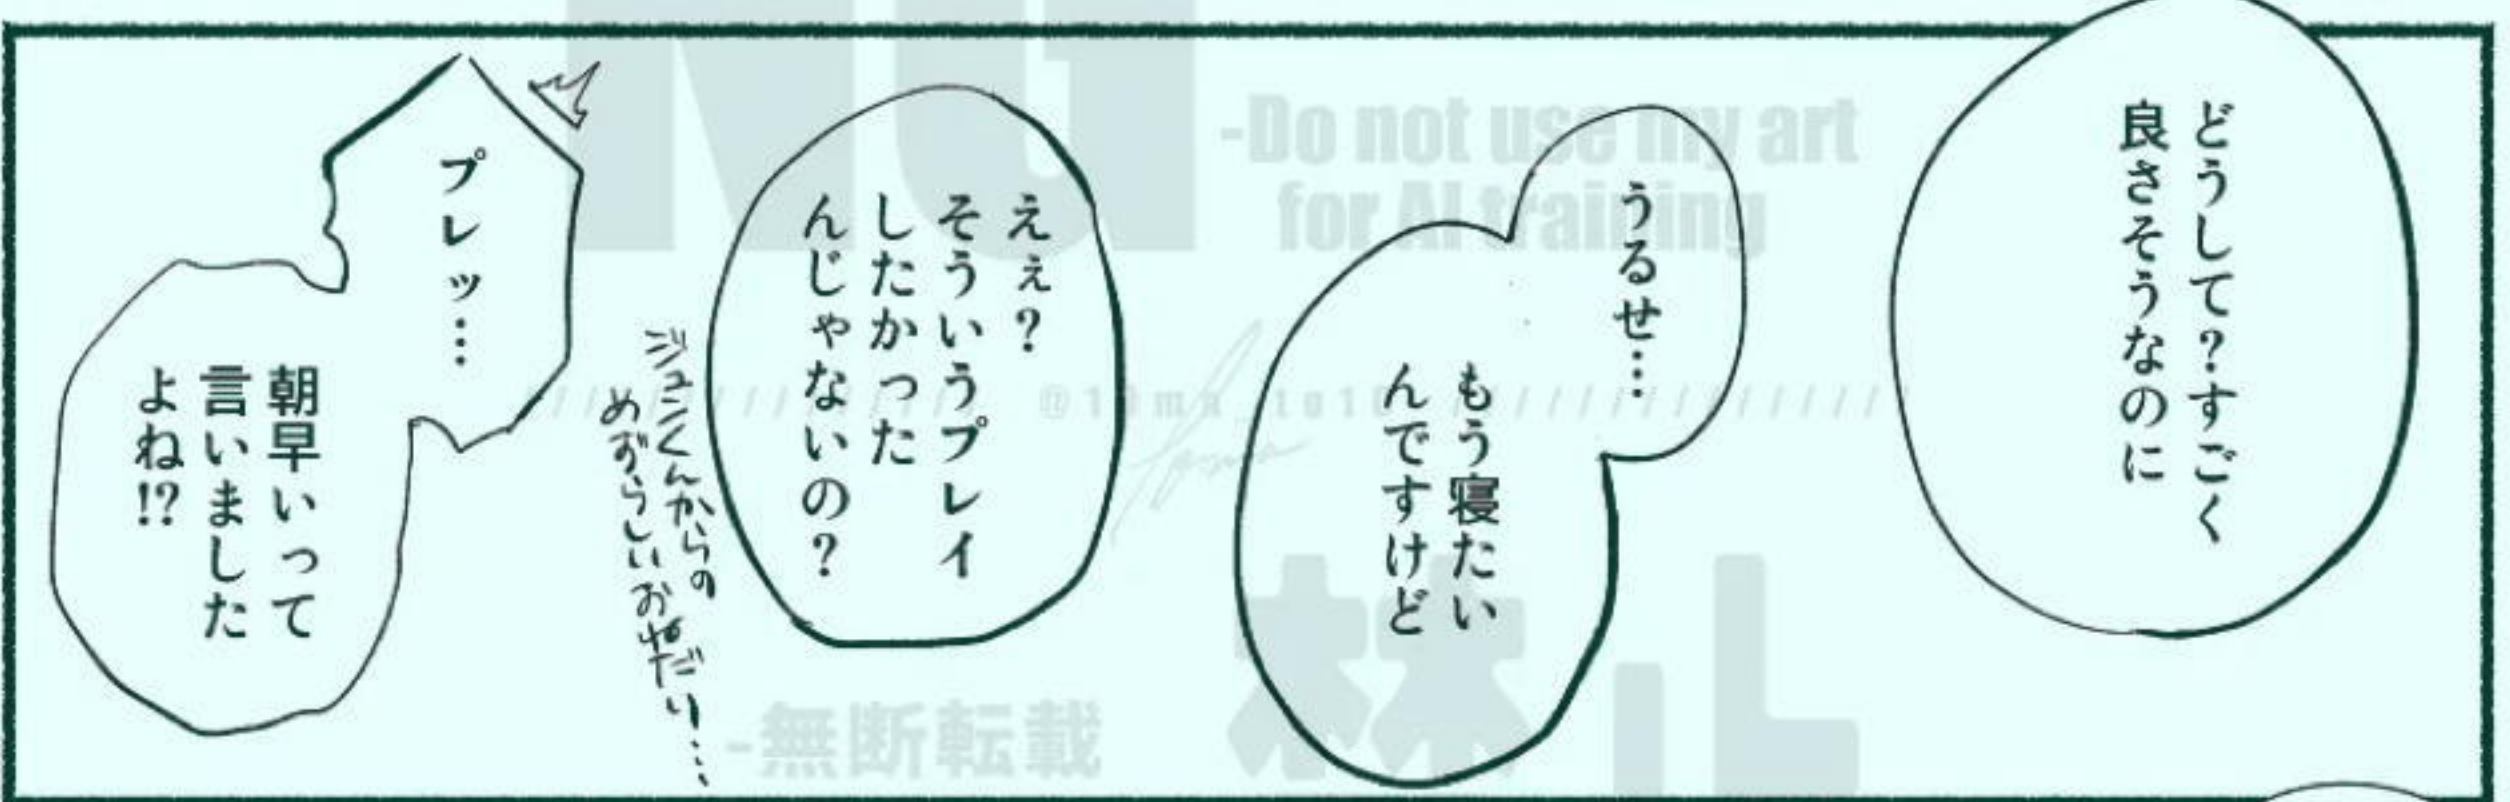 どうして？すごく
良さそうなのに
うるせ…
もう寝たい
んですけど
えぇ？
そういうプレイ
したかった
んじゃないの？
ジュンくんからの
めずらしいおねだり……
プレッ…
朝早いって
言いました
よね!?
NG
-Do not use my art
for AI training
-無断転載
禁止